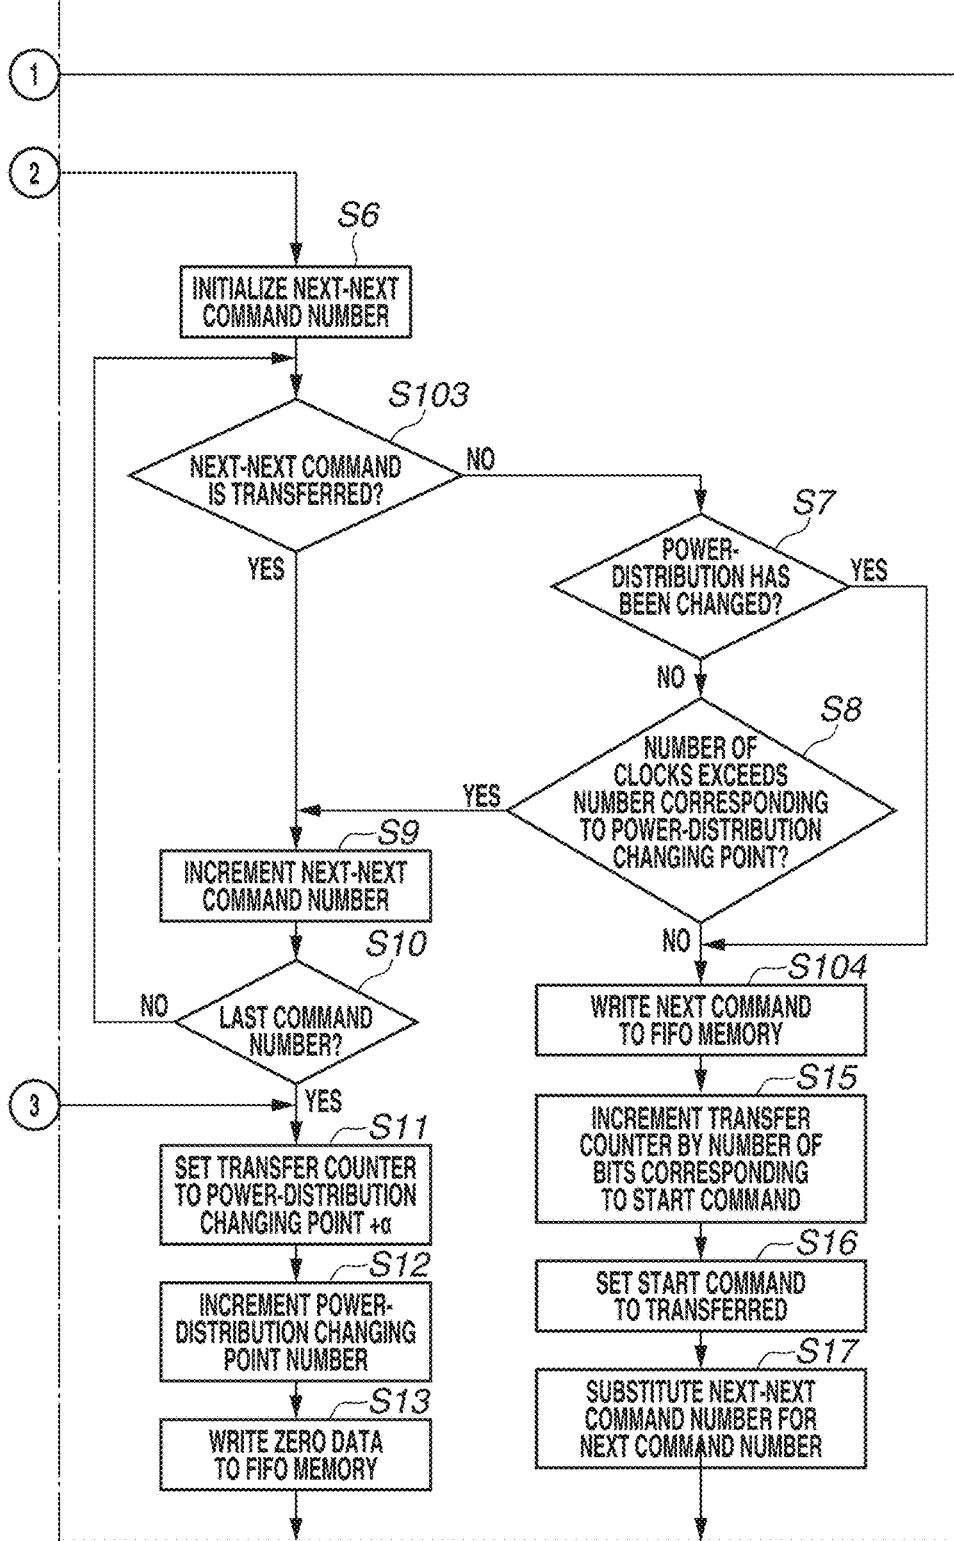 1
2
S6
INITIALIZE NEXT-NEXT
COMMAND NUMBER
S103
NEXT-NEXT COMMAND
IS TRANSFERRED?
NO
YES
S7
POWER-
DISTRIBUTION HAS
BEEN CHANGED?
YES
NO
S8
NUMBER OF
CLOCKS EXCEEDS
NUMBER CORRESPONDING
TO POWER-DISTRIBUTION
CHANGING POINT?
YES
NO
S9
INCREMENT NEXT-NEXT
COMMAND NUMBER
S10
LAST COMMAND
NUMBER?
NO
YES
3
S11
SET TRANSFER COUNTER
TO POWER-DISTRIBUTION
CHANGING POINT +α
S12
INCREMENT POWER-
DISTRIBUTION CHANGING
POINT NUMBER
S13
WRITE ZERO DATA
TO FIFO MEMORY
S104
WRITE NEXT COMMAND
TO FIFO MEMORY
S15
INCREMENT TRANSFER
COUNTER BY NUMBER OF
BITS CORRESPONDING
TO START COMMAND
S16
SET START COMMAND
TO TRANSFERRED
S17
SUBSTITUTE NEXT-NEXT
COMMAND NUMBER FOR
NEXT COMMAND NUMBER